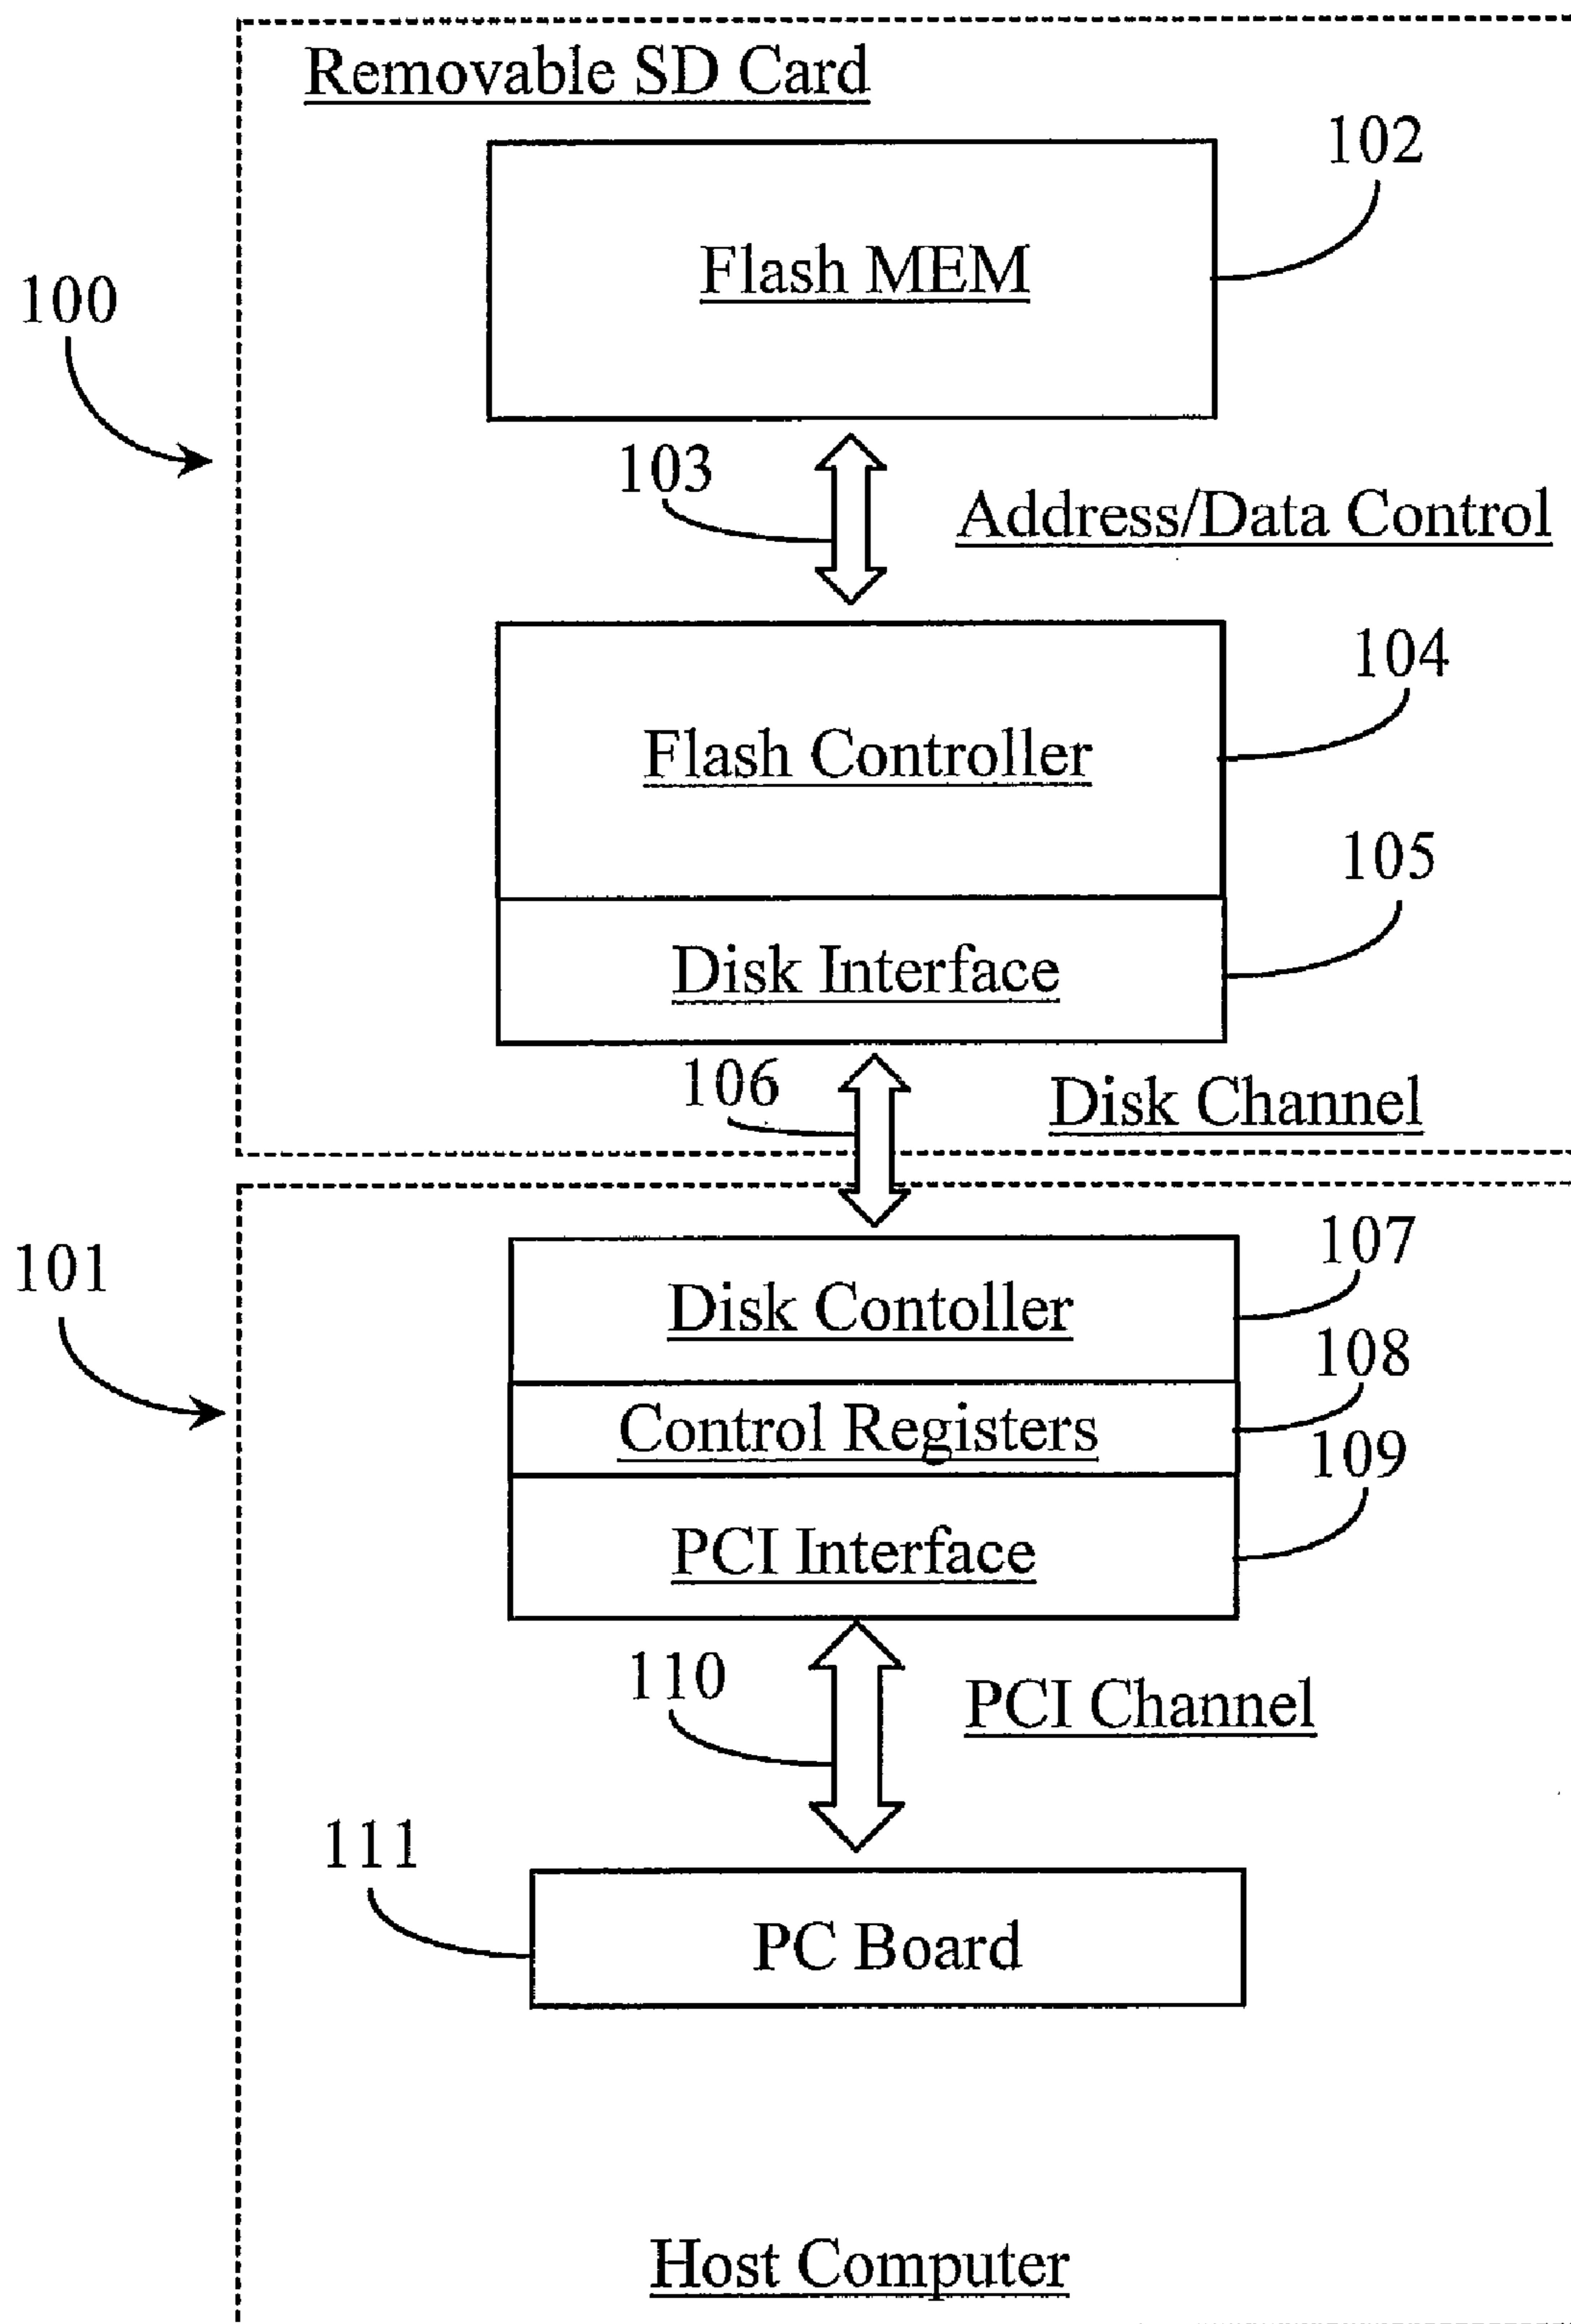 Removable SD Card
102
Flash MEM
100
103
Address/Data Control
104
Flash Controller
105
Disk Interface
106
Disk Channel
107
101
Disk Contoller
108
Control Registers
109
PCI Interface
110
PCI Channel
111
PC Board
Host Computer